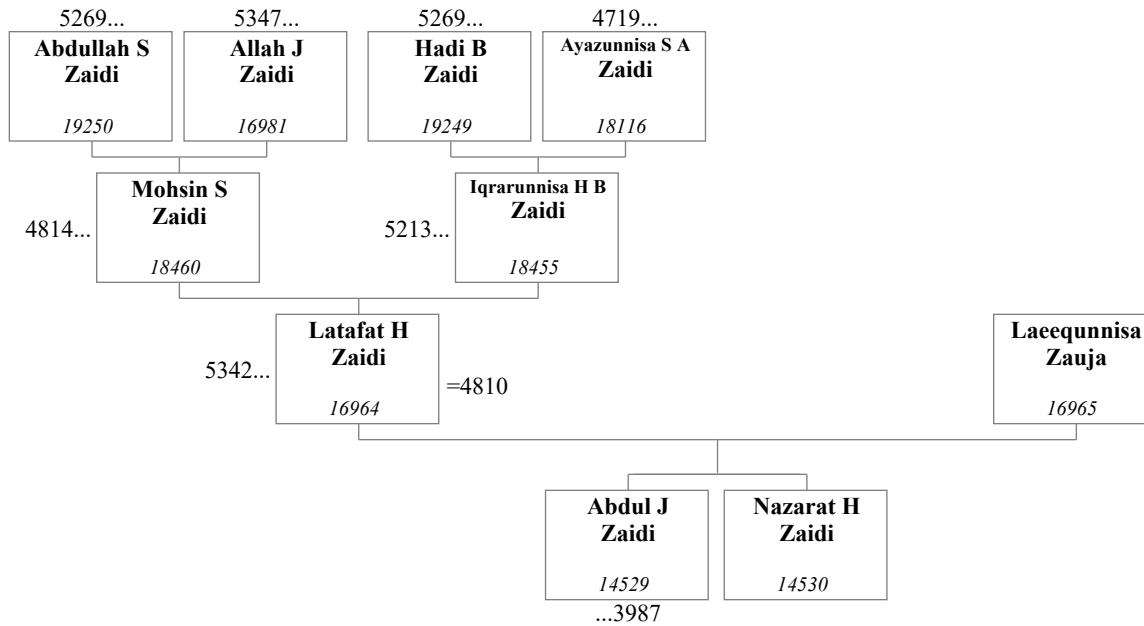 5269...
5347...
5269...
4719...
Abdullah S
Zaidi
19250
Allah J
Zaidi
16981
Hadi B
Zaidi
19249
Ayazunnisa S A
Zaidi
18116
4814...
Mohsin S
Zaidi
18460
5213...
Iqrarunnisa H B
Zaidi
18455
5342...
Latafat H
Zaidi
16964
=4810
Laeequnnisa
Zauja
16965
Abdul J
Zaidi
14529
...3987
Nazarat H
Zaidi
14530